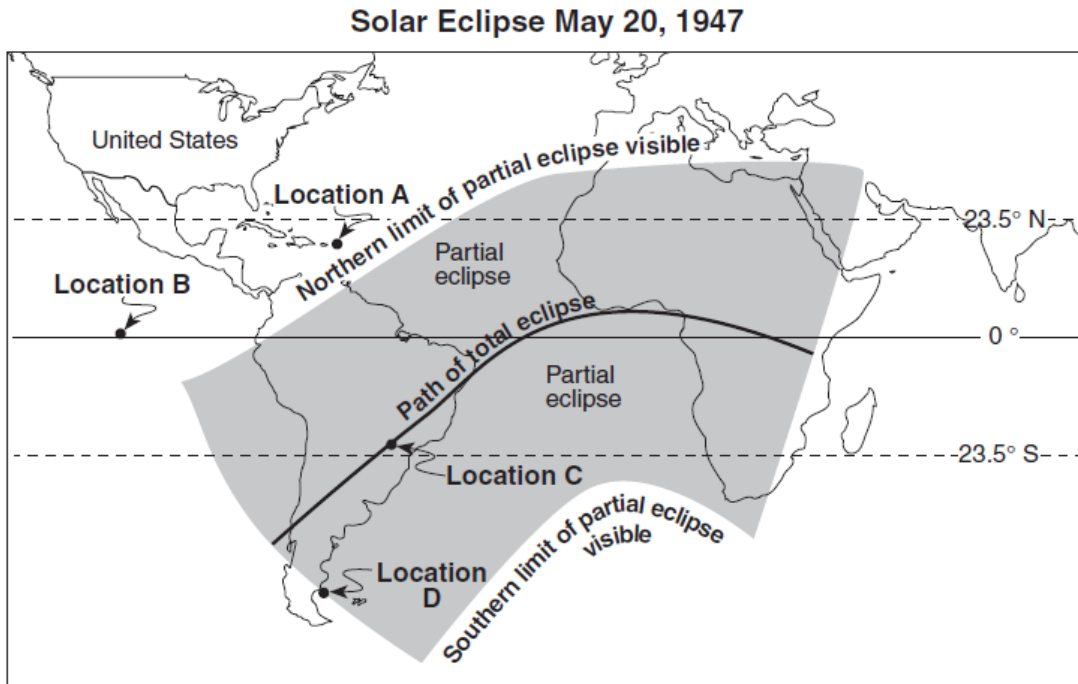 Solar Eclipse May 20, 1947
United States
Location A
Northern limit of partial eclipse visible
23.5° N
Partial
eclipse
Location B
Path of total eclipse
0 °
Partial
eclipse
23.5° S
Location C
Southern limit of partial eclipse
visible
Location
D